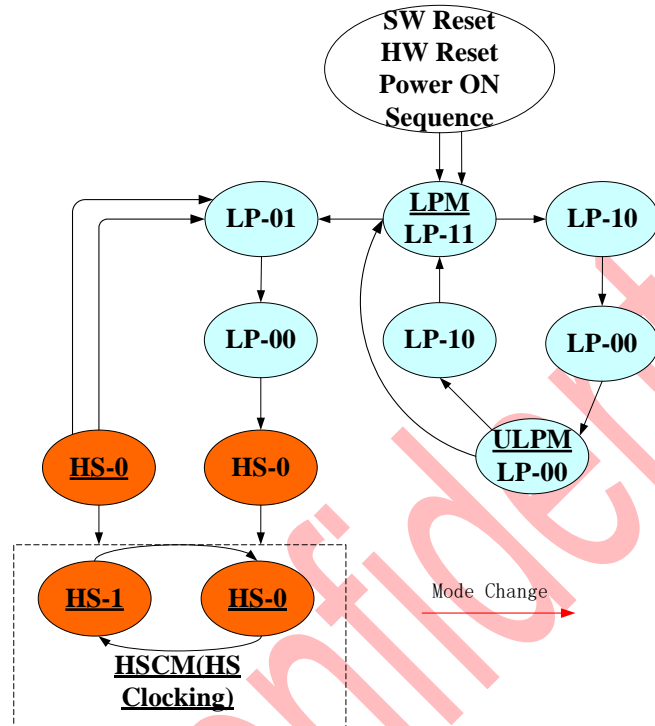 SW Reset
HW Reset
Power ON
Sequence
LP-01
LPM
LP-11
LP-10
LP-00
LP-10
LP-00
ULPM
LP-00
HS-0
HS-0
HS-1
HS-0
Mode Change
HSCM(HS
Clocking)